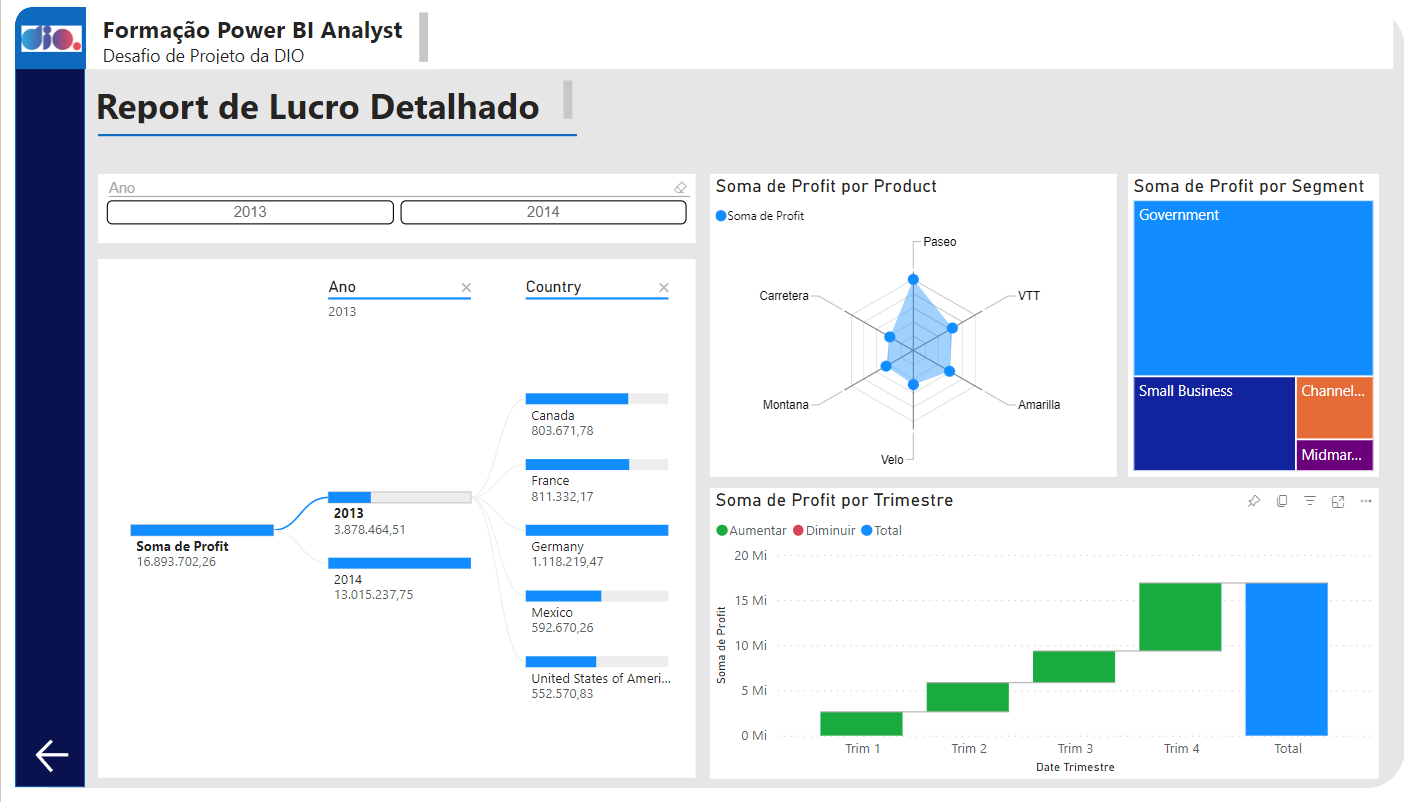 dio.
Formação Power BI Analyst
Desafio de Projeto da DIO
Report de Lucro Detalhado
Ano
2013
2014
Ano
2013
Country
Soma de Profit
16.893.702,26
2013
3.878.464,51
2014
13.015.237,75
Canada
803.671,78
France
811.332,17
Germany
1.118.219,47
Mexico
592.670,26
United States of Ameri...
552.570,83
Soma de Profit por Product
Soma de Profit
Paseo
VTT
Amarilla
Velo
Montana
Carretera
Soma de Profit por Segment
Government
Small Business
Channel...
Midmar...
Soma de Profit por Trimestre
Aumentar Diminuir Total
Soma de Profit
20 Mi
15 Mi
10 Mi
5 Mi
0 Mi
Trim 1 Trim 2 Trim 3 Trim 4 Total
Date Trimestre